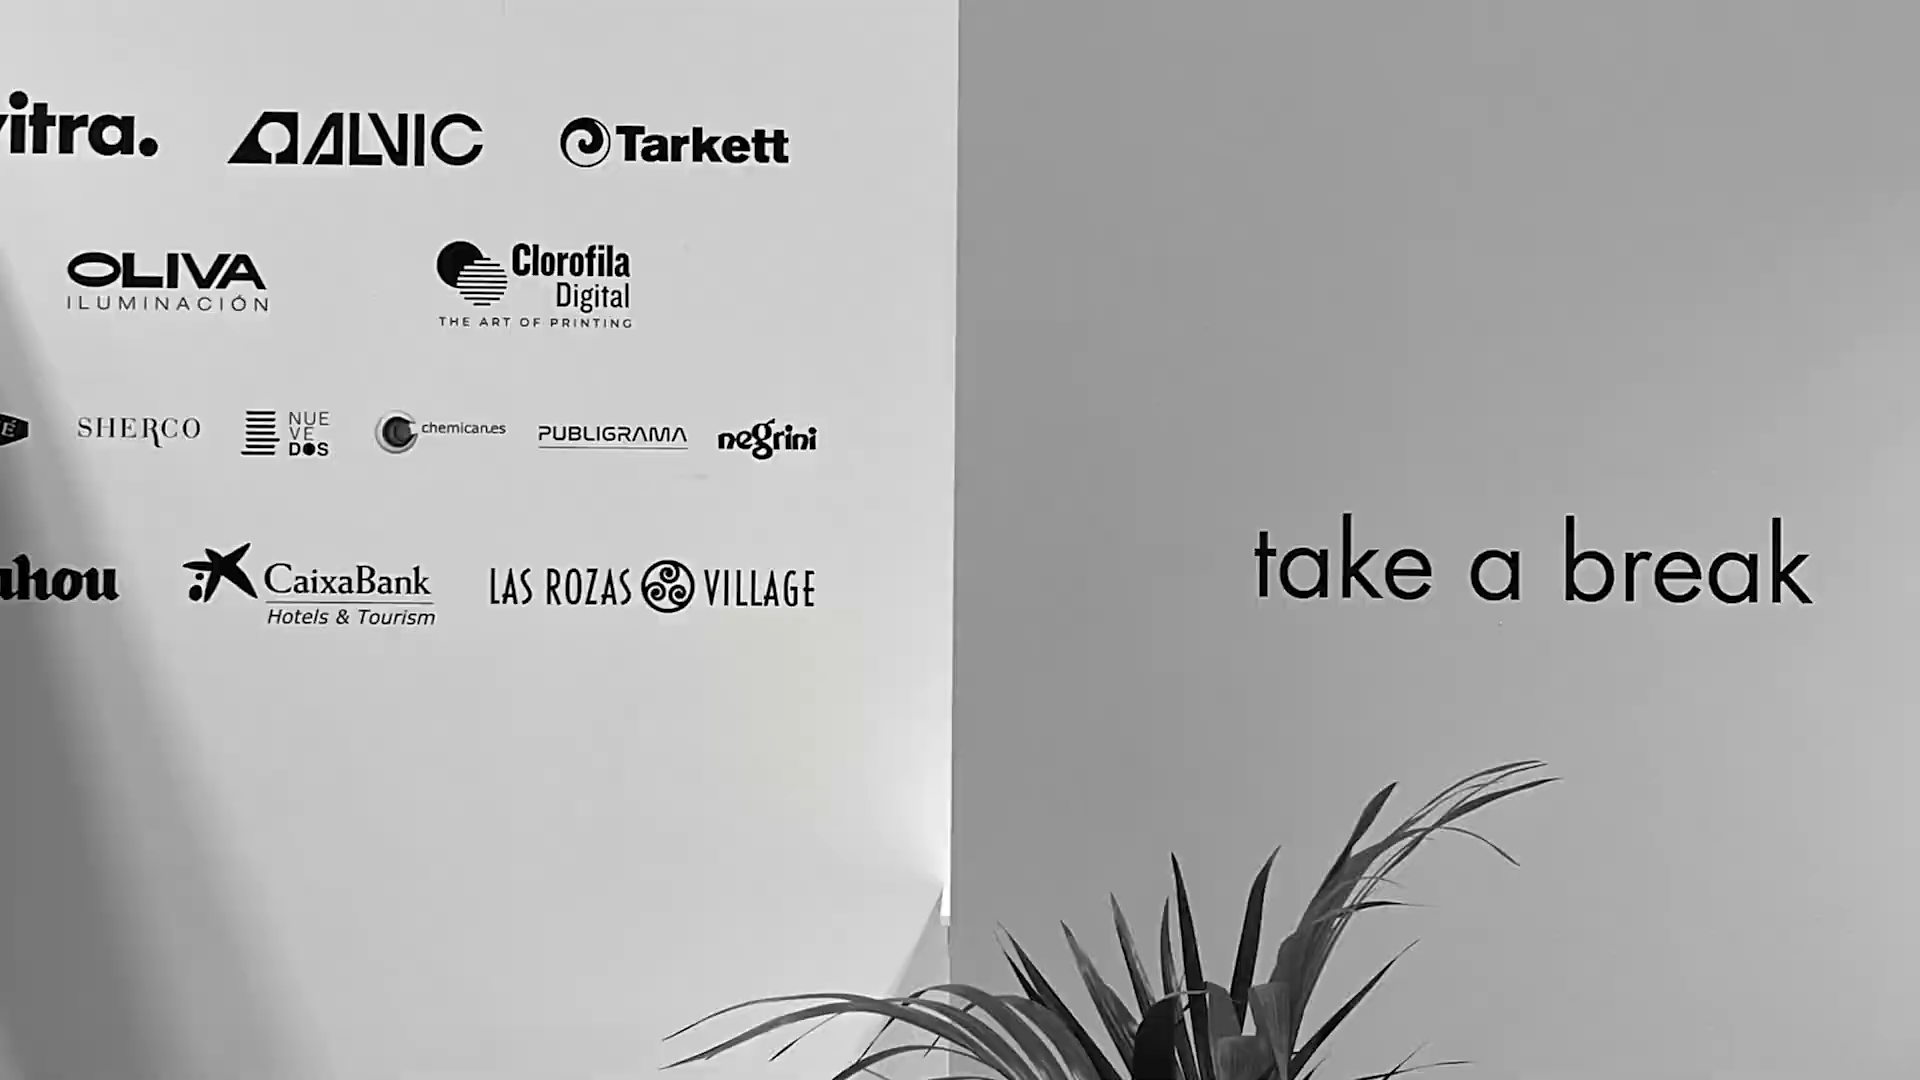 vitra.
ALVIC
Tarkett
OLIVA
ILUMINACIÓN
Clorofila
Digital
THE ART OF PRINTING
SHERCO
NUE
VE
DOS
chemican.es
PUBLIGRAMA
negrini
CaixaBank
Hotels & Tourism
LAS ROZAS VILLAGE
take a break